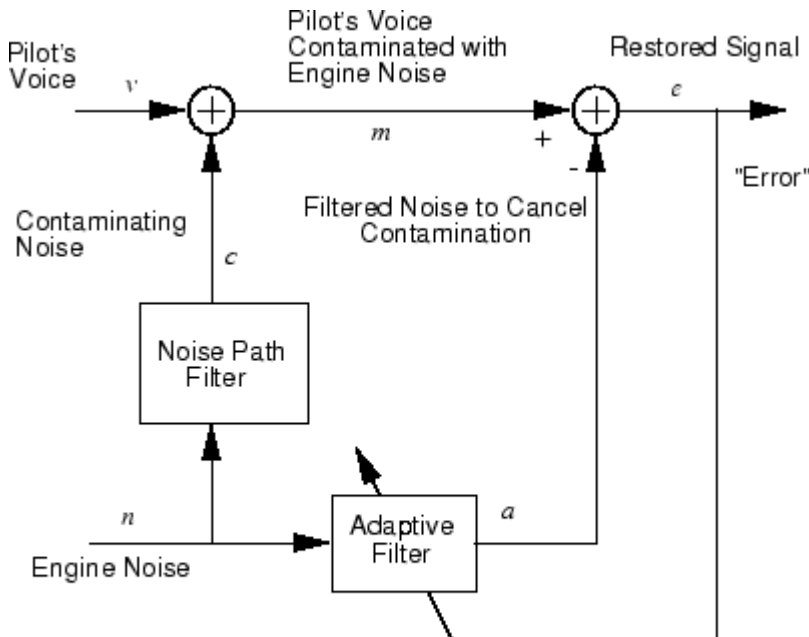 Pilot's
Voice
v
Pilot's Voice
Contaminated with
Engine Noise
m
Restored Signal
e
+
-
"Error"
Contaminating
Noise
c
Filtered Noise to Cancel
Contamination
Noise Path
Filter
n
Engine Noise
Adaptive
Filter
a